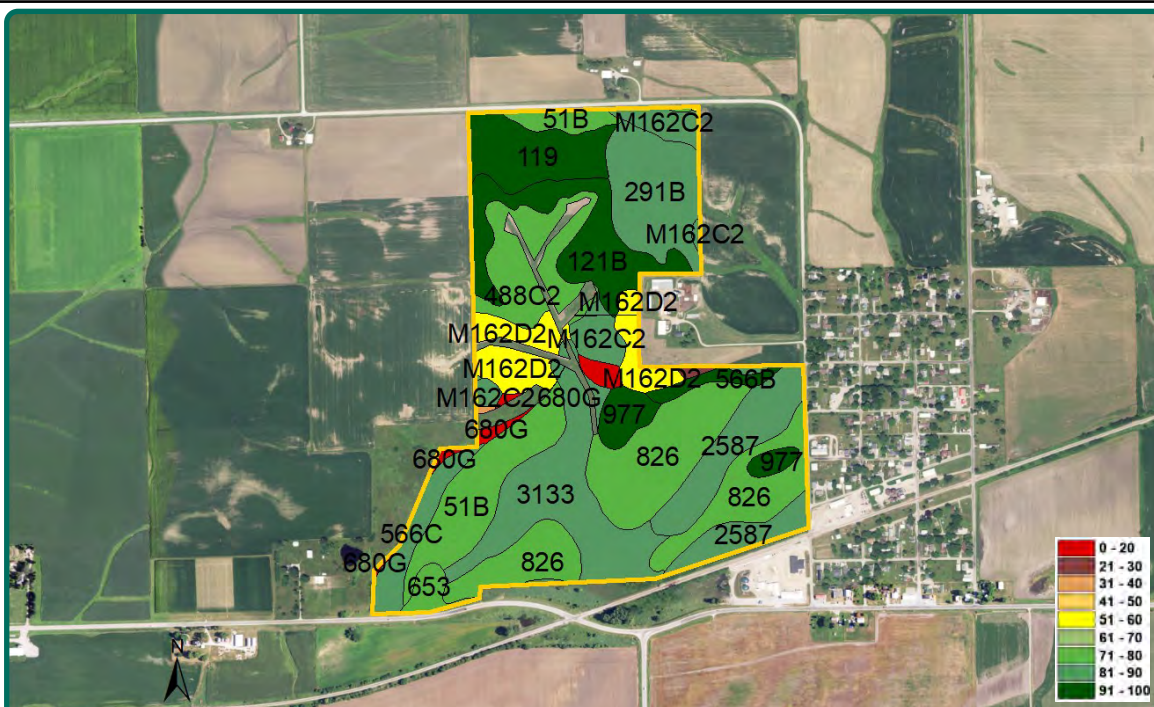 51B
M162C2
119
291B
M162C2
121B
488C2
M162D2
M162D2
M162C2
M162D2
M162D2
566B
M162C2
680G
977
680G
2587
826
977
680G
51B
3133
826
566C
2587
680G
826
653
N
0 - 20
21 - 30
31 - 40
41 - 50
51 - 60
61 - 70
71 - 80
81 - 90
91 - 100